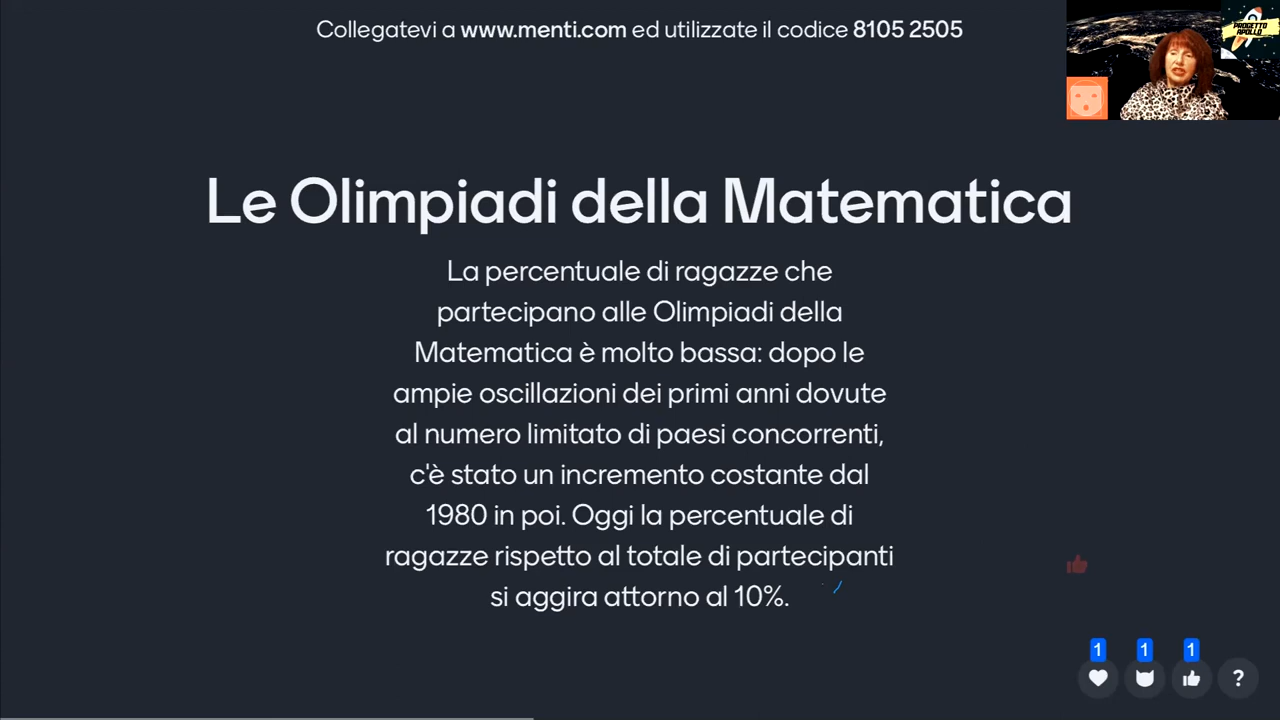 Collegatevi a www.menti.com ed utilizzate il codice 8105 2505
PROGETTO
APOLLO
Le Olimpiadi della Matematica
La percentuale di ragazze che
partecipano alle Olimpiadi della
Matematica è molto bassa: dopo le
ampie oscillazioni dei primi anni dovute
al numero limitato di paesi concorrenti,
c'è stato un incremento costante dal
1980 in poi. Oggi la percentuale di
ragazze rispetto al totale di partecipanti
si aggira attorno al 10%.
1 1 1
?